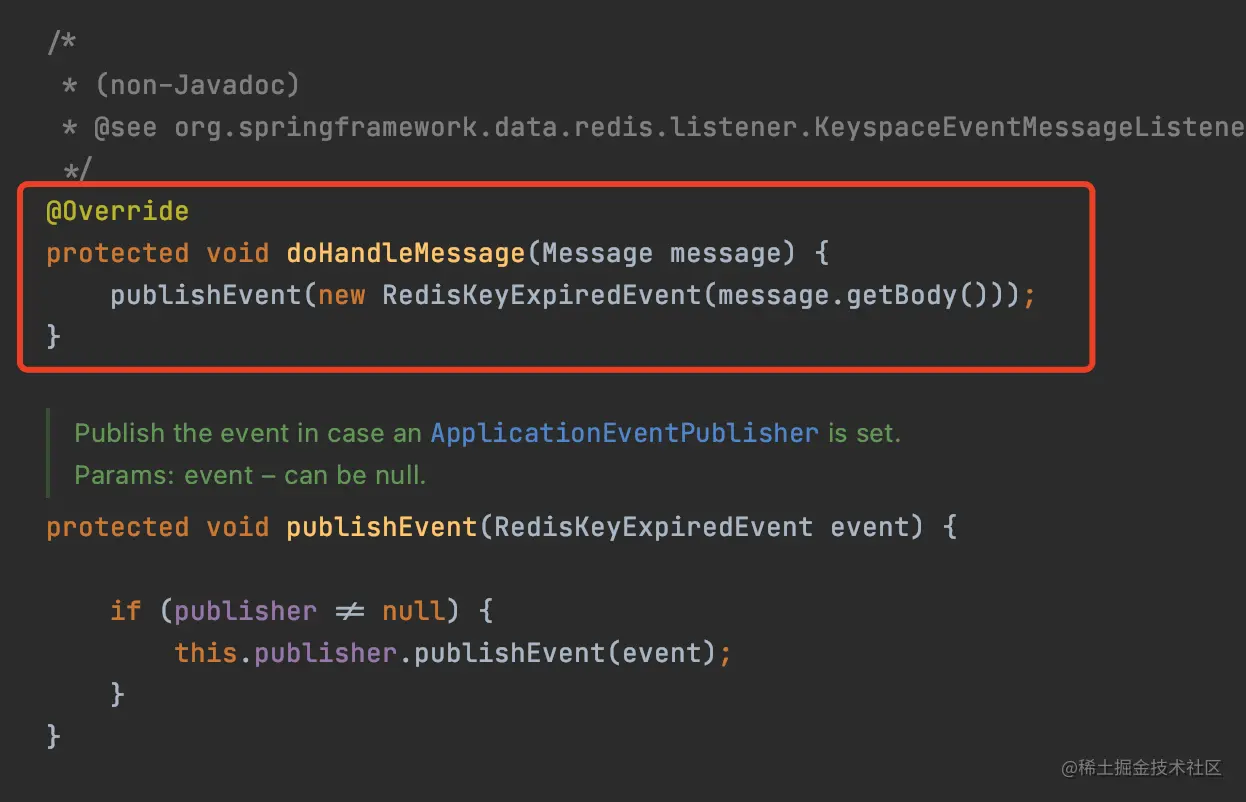 /*
 * (non-Javadoc)
 * @see org.springframework.data.redis.listener.KeyspaceEventMessageListene
 */
@Override
protected void doHandleMessage(Message message) {
    publishEvent(new RedisKeyExpiredEvent(message.getBody()));
}
Publish the event in case an ApplicationEventPublisher is set.
Params: event – can be null.
protected void publishEvent(RedisKeyExpiredEvent event) {
    if (publisher ≠ null) {
        this.publisher.publishEvent(event);
    }
}
@稀土掘金技术社区